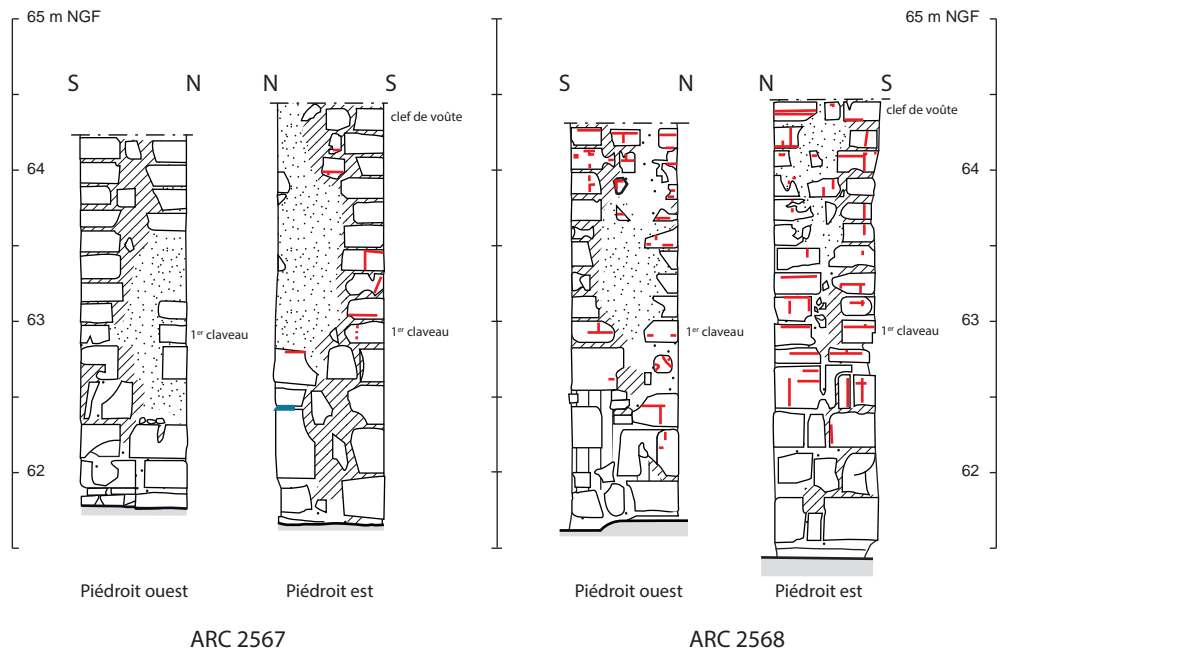 65 m NGF
65 m NGF
S
N
N
S
S
N
N
S
clef de voûte
clef de voûte
64
64
63
63
1er claveau
1er claveau
1er claveau
1er claveau
62
62
Piédroit ouest
Piédroit est
Piédroit ouest
Piédroit est
ARC 2567
ARC 2568